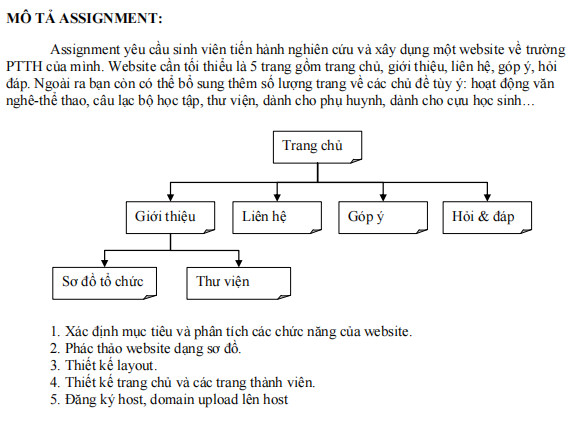 MÔ TẢ ASSIGNMENT:
Assignment yêu cầu sinh viên tiến hành nghiên cứu và xây dựng một website về trường
PTTH của mình. Website cần tối thiểu là 5 trang gồm trang chủ, giới thiệu, liên hệ, góp ý, hỏi
đáp. Ngoài ra bạn còn có thể bổ sung thêm số lượng trang về các chủ đề tùy ý: hoạt động văn
nghê-thể thao, câu lạc bộ học tập, thư viện, dành cho phụ huynh, dành cho cựu học sinh…
Trang chủ
Giới thiệu
Liên hệ
Góp ý
Hỏi & đáp
Sơ đồ tổ chức
Thư viện
1. Xác định mục tiêu và phân tích các chức năng của website.
2. Phác thảo website dạng sơ đồ.
3. Thiết kế layout.
4. Thiết kế trang chủ và các trang thành viên.
5. Đăng ký host, domain upload lên host